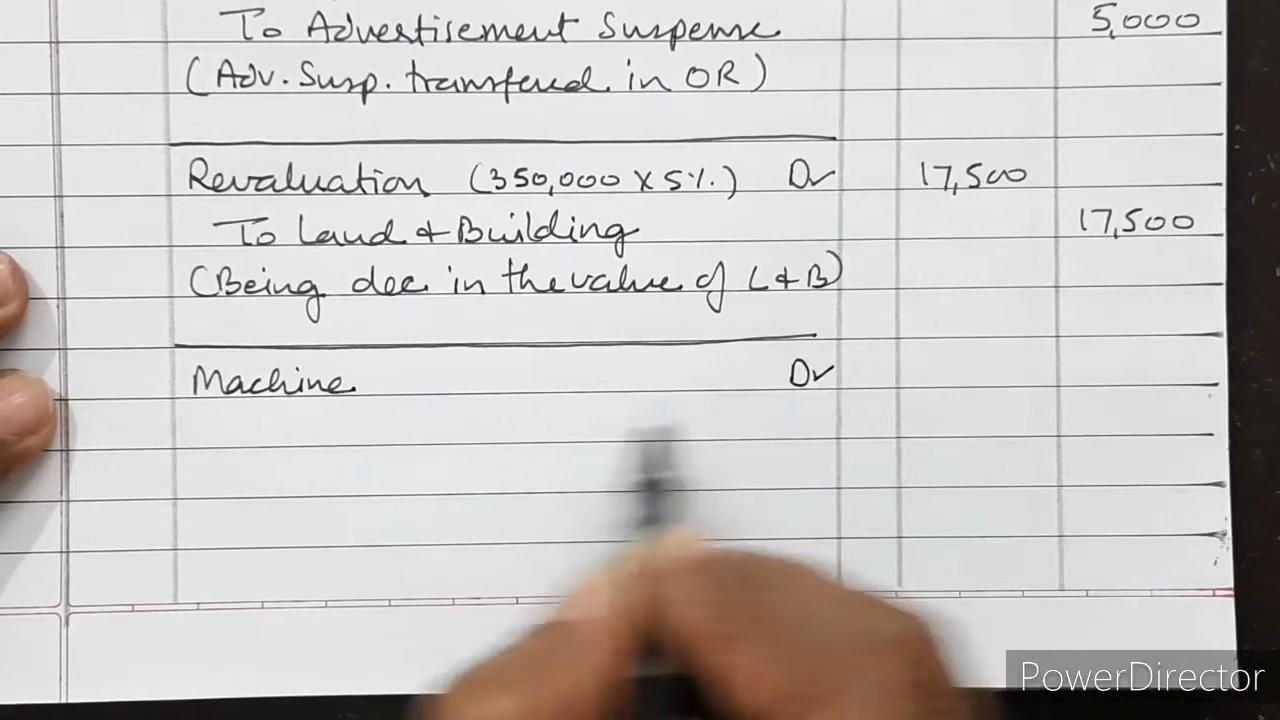 To Advertisement Suspense 5,000
(Adv. Susp. transfered in OR)
Revaluation (350,000 X 5%) Dr 17,500
To Land & Building 17,500
(Being dec. in the value of L & B)
Machine Dr
PowerDirector